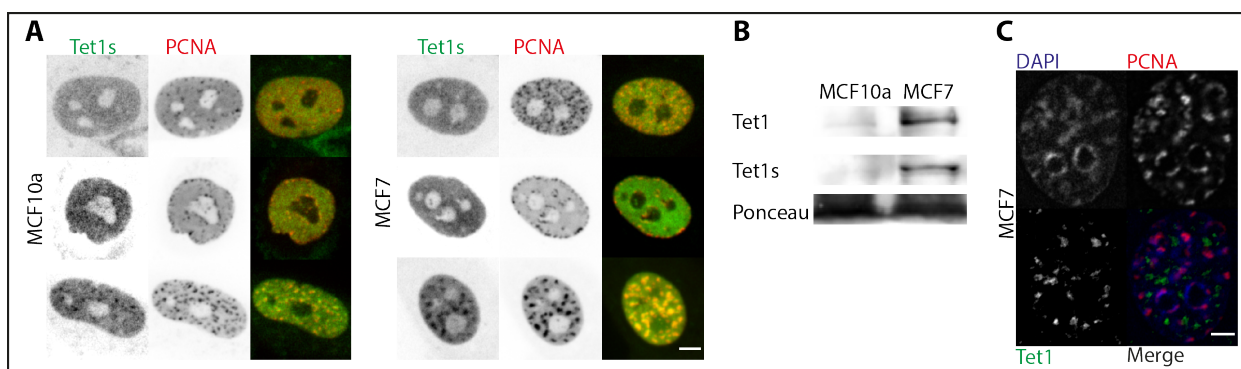 A
Tet1s PCNA
MCF10a
Tet1s PCNA
MCF7
B
MCF10a MCF7
Tet1
Tet1s
Ponceau
C
DAPI PCNA
MCF7
Tet1 Merge